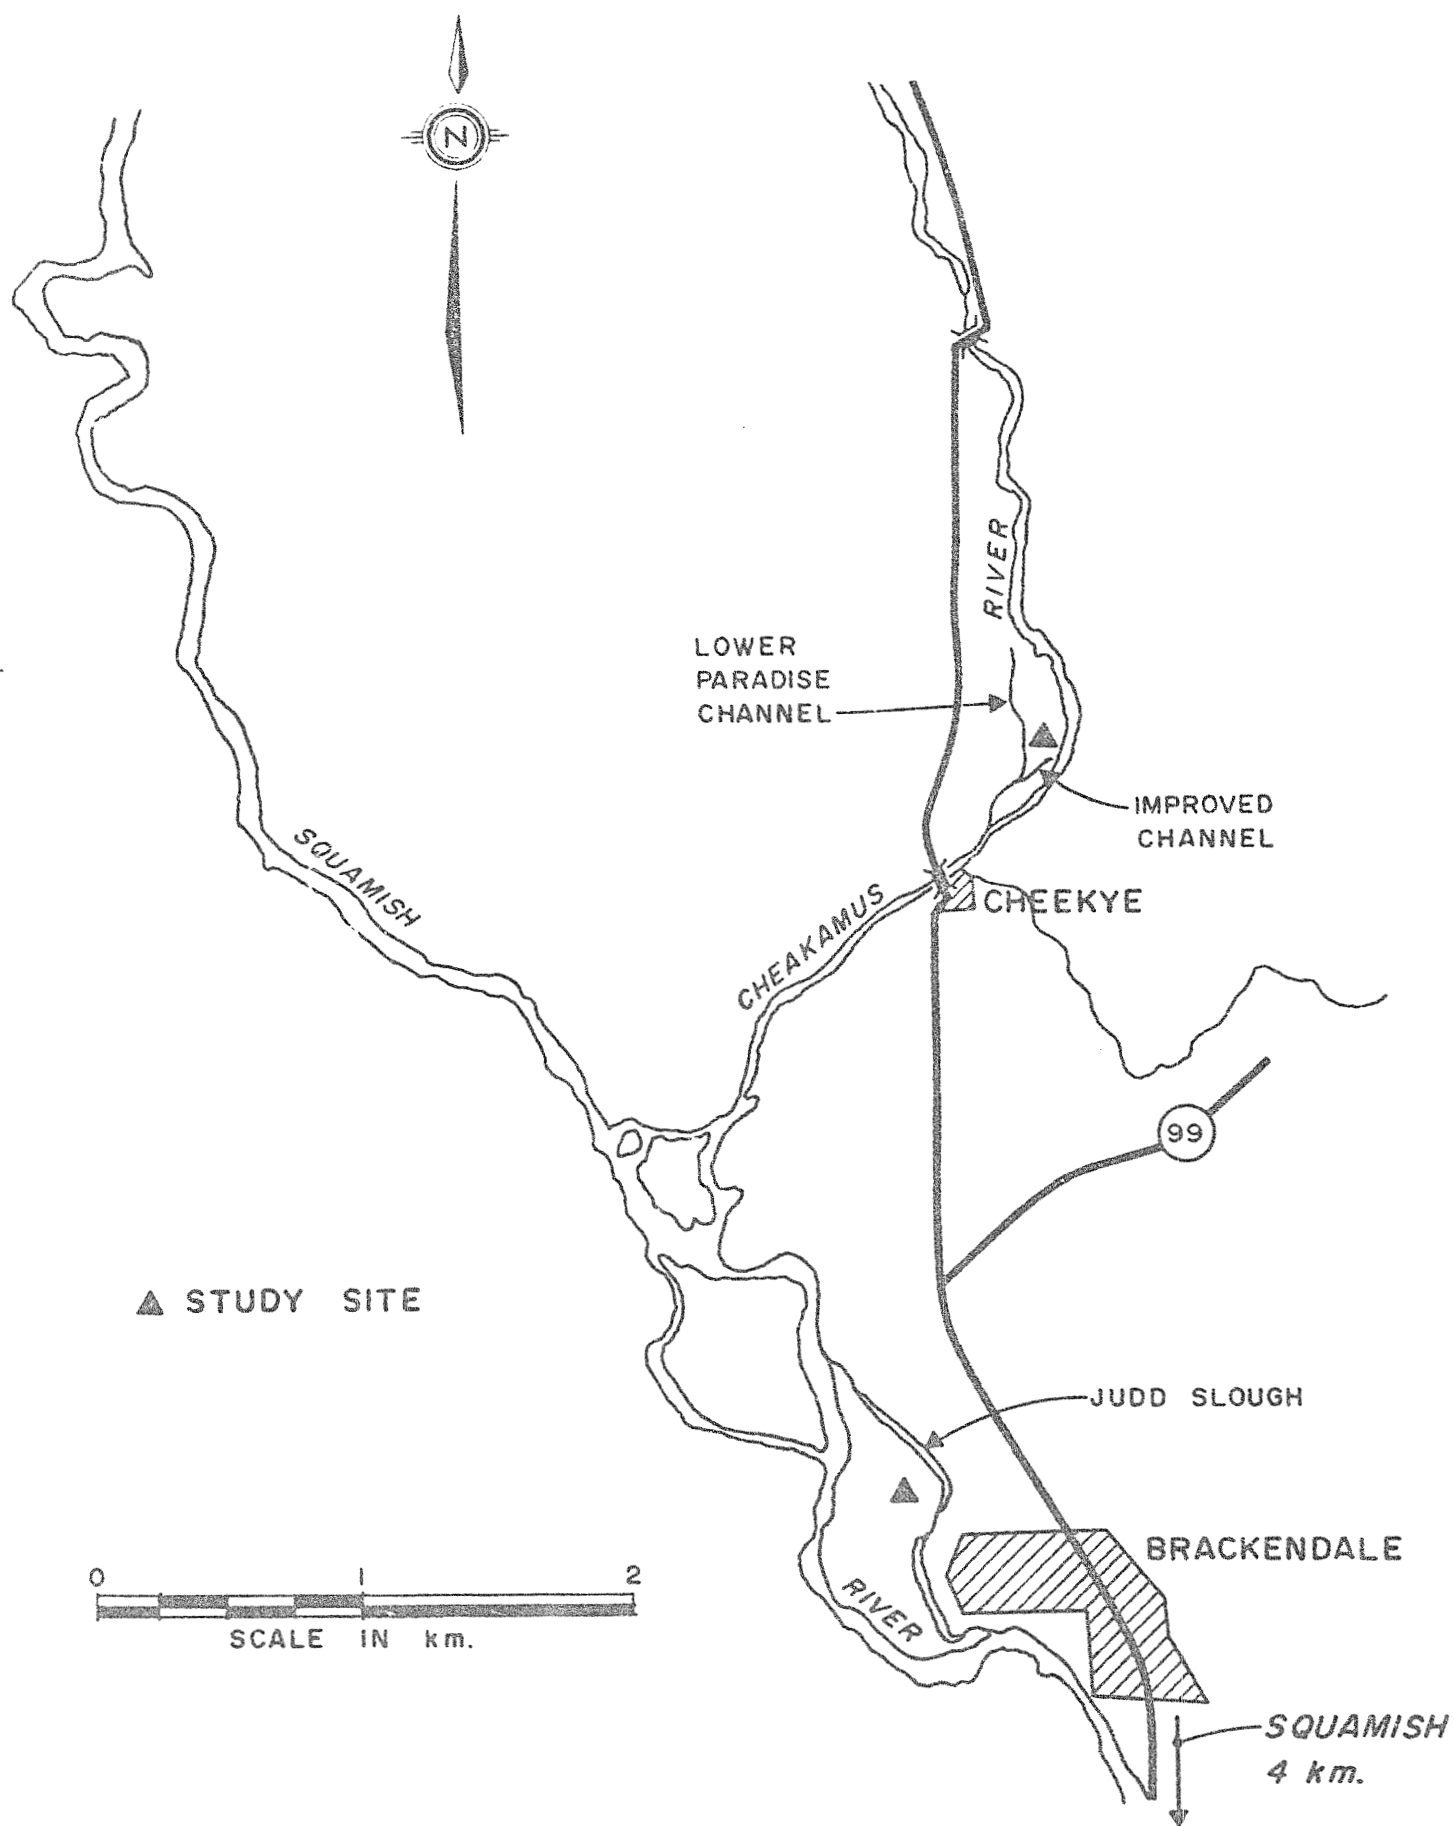 N
RIVER
LOWER
PARADISE
CHANNEL
IMPROVED
CHANNEL
SQUAMISH
CHEAKAMUS
CHEEKYE
99
▲ STUDY SITE
JUDD SLOUGH
BRACKENDALE
0 1 2
SCALE IN km.
RIVER
SQUAMISH
4 km.